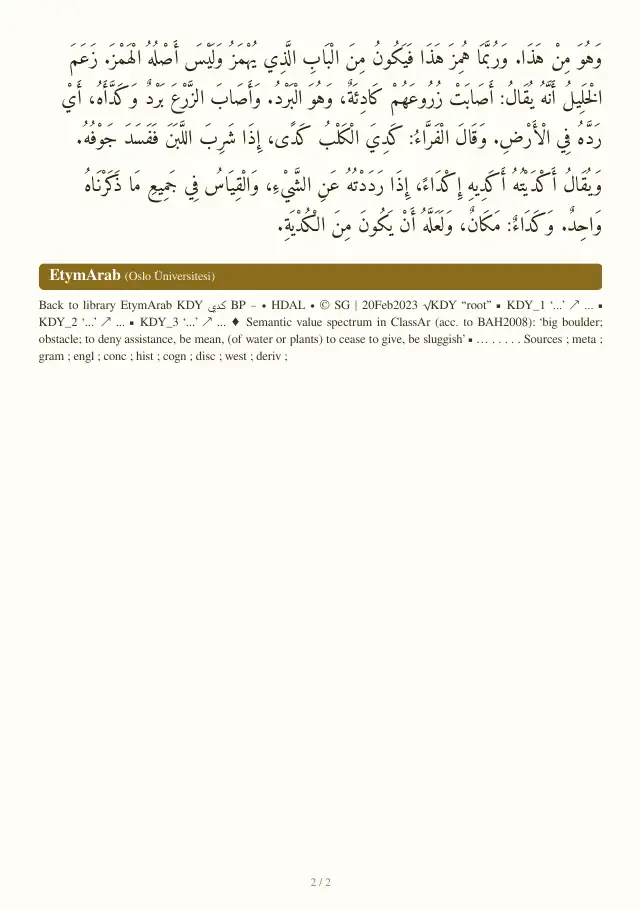 وَهُوَ مِنْ هَذَا. وَرُبَّمَا هُمِزَ هَذَا فَيَكُونُ مِنَ الْبَابِ الَّذِي يُهْمَزُ وَلَيْسَ أَصْلُهُ الْهَمْزَ. زَعَمَ
الْخَلِيلُ أَنَّهُ يُقَالُ: أَصَابَتْ زُرُوعَهُمْ كَادِئَةٌ، وَهُوَ الْبَرْدُ. وَأَصَابَ الزَّرْعَ بَرْدٌ وَكَدَّأَهُ، أَيْ
رَدَّهُ فِي الْأَرْضِ. وَقَالَ الْفَرَّاءُ: كَدِيَ الْكَلْبُ كَدًى، إِذَا شَرِبَ اللَّبَنَ فَفَسَدَ جَوْفُهُ.
وَيُقَالُ أَكْدَيْتُهُ أَكْدِيهِ إِكْدَاءً، إِذَا رَدَدْتُهُ عَنِ الشَّيْءِ، وَالْقِيَاسُ فِي جَمِيعِ مَا ذَكَرْنَاهُ
وَاحِدٌ. وَكَدَاءٌ: مَكَانٌ، وَلَعَلَّهُ أَنْ يَكُونَ مِنَ الْكُدْيَةِ.
EtymArab (Oslo Üniversitesi)
Back to library EtymArab KDY كدي BP – • HDAL • © SG | 20Feb2023 √KDY “root” ▪ KDY_1 ‘...’ ↗ ... ▪
KDY_2 ‘...’ ↗ ... ▪ KDY_3 ‘...’ ↗ ... ♦ Semantic value spectrum in ClassAr (acc. to BAH2008): ‘big boulder;
obstacle; to deny assistance, be mean, (of water or plants) to cease to give, be sluggish’ ▪ … . . . . . Sources ; meta ;
gram ; engl ; conc ; hist ; cogn ; disc ; west ; deriv ;
2 / 2